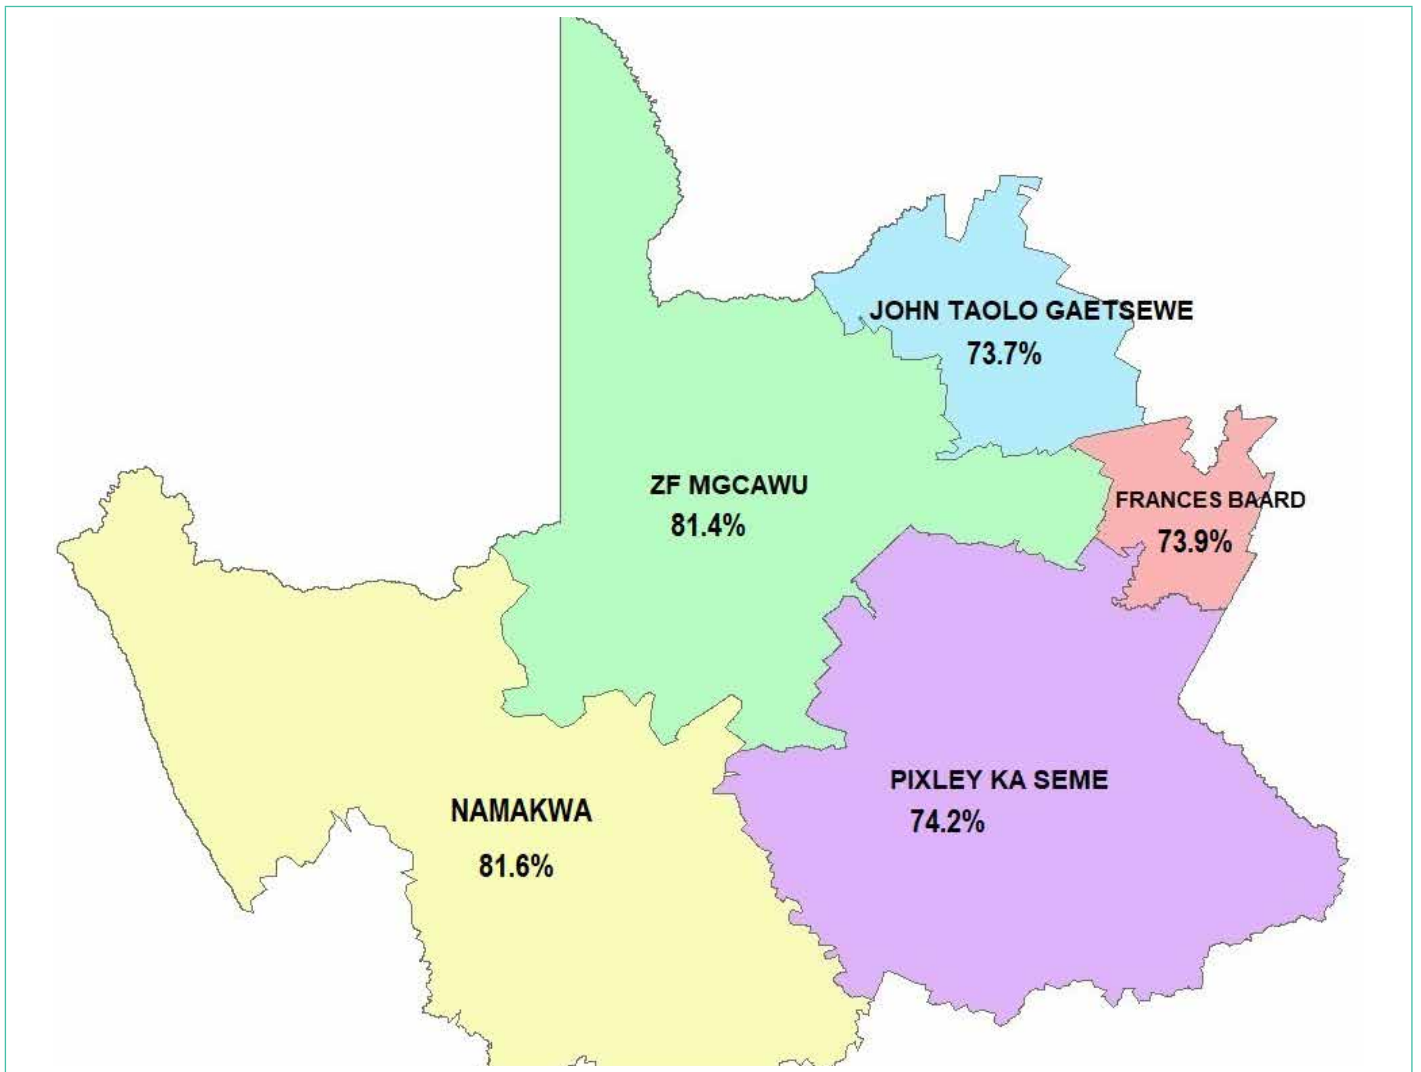 JOHN TAOLO GAETSEWE
73.7%
ZF MGCAWU
81.4%
FRANCES BAARD
73.9%
PIXLEY KA SEME
74.2%
NAMAKWA
81.6%